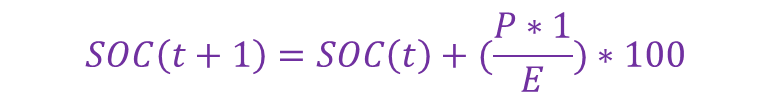 SOC(t + 1) = SOC(t) + (P * 1 / E) * 100